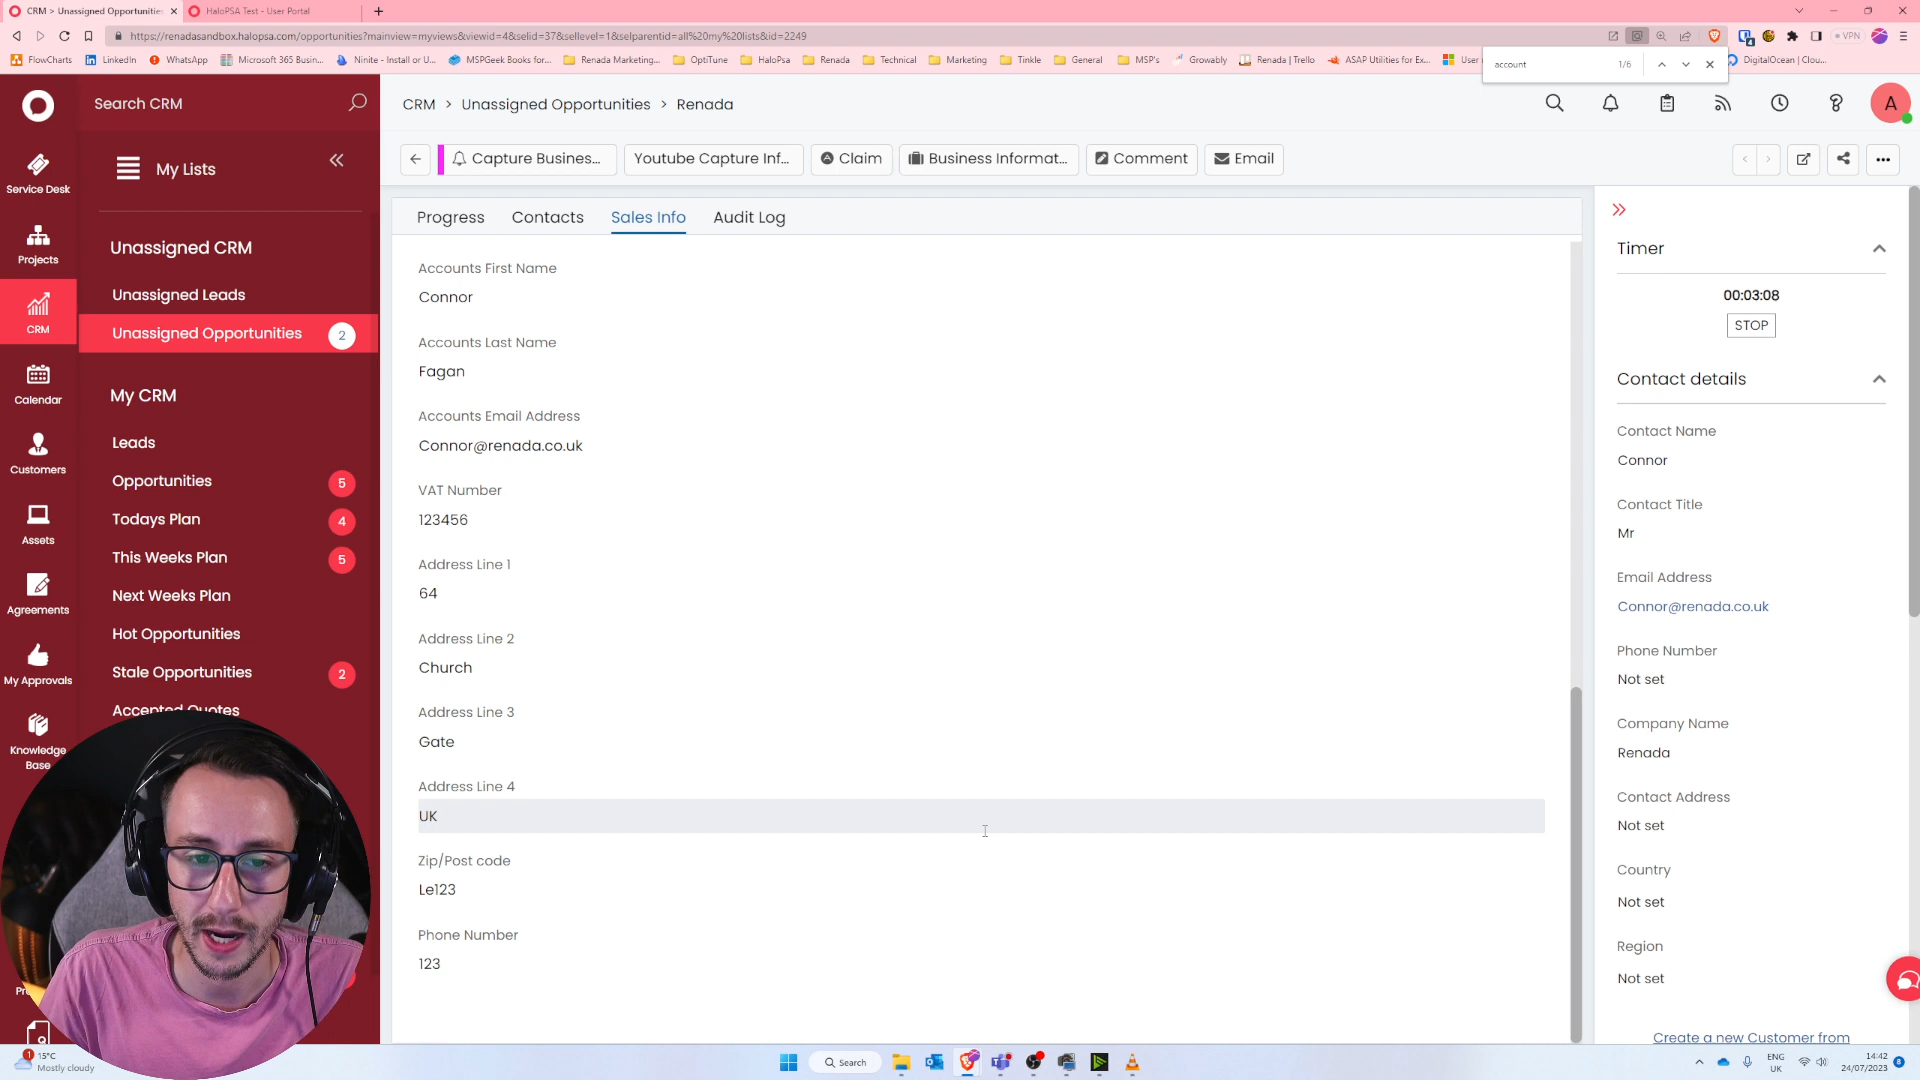 CRM > Unassigned Opportunities
HaloPSA Test - User Portal
https://renadasandbox.halopsa.com/opportunities?mainview=myviews&viewid=4&selid=37&sellevel=1&selparentid=all%20my%20lists&id=2249
VPN
FlowCharts
LinkedIn
WhatsApp
Microsoft 365 Busin...
Ninite - Install or U...
MSPGeek Books for...
Renada Marketing...
OptiTune
HaloPsa
Renada
Technical
Marketing
Tinkle
General
MSP's
Growably
Renada | Trello
ASAP Utilities for Ex...
User
DigitalOcean | Clou...
account
1/6
Search CRM
CRM > Unassigned Opportunities > Renada
A
Service Desk
Projects
CRM
Calendar
Customers
Assets
Agreements
My Approvals
Knowledge
Base
My Lists
Unassigned CRM
Unassigned Leads
Unassigned Opportunities
2
My CRM
Leads
Opportunities
5
Todays Plan
4
This Weeks Plan
5
Next Weeks Plan
Hot Opportunities
Stale Opportunities
2
Accepted Quotes
Capture Busines...
Youtube Capture Inf...
Claim
Business Informat...
Comment
Email
Progress
Contacts
Sales Info
Audit Log
Accounts First Name
Connor
Accounts Last Name
Fagan
Accounts Email Address
Connor@renada.co.uk
VAT Number
123456
Address Line 1
64
Address Line 2
Church
Address Line 3
Gate
Address Line 4
UK
Zip/Post code
Le123
Phone Number
123
Timer
00:03:08
STOP
Contact details
Contact Name
Connor
Contact Title
Mr
Email Address
Connor@renada.co.uk
Phone Number
Not set
Company Name
Renada
Contact Address
Not set
Country
Not set
Region
Not set
Create a new Customer from
1
15°C
Mostly cloudy
Search
ENG
UK
14:42
24/07/2023
8